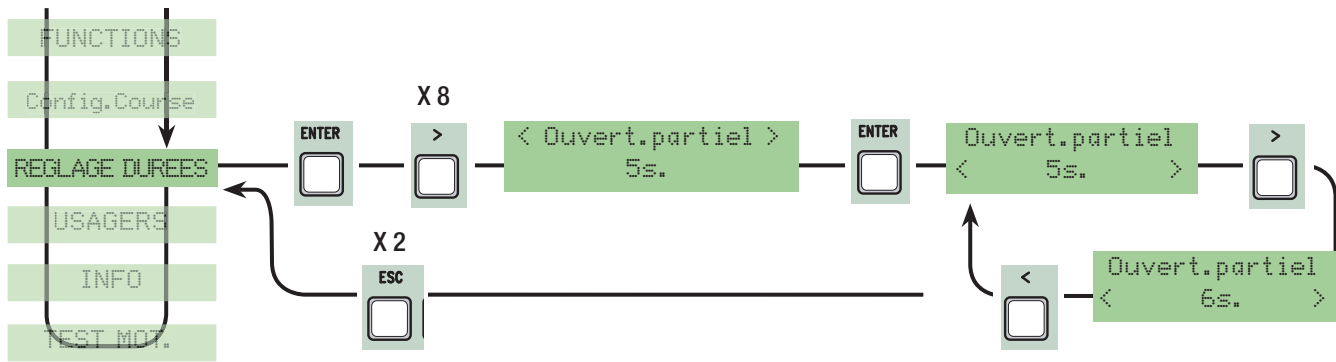 FUNCTIONS
Config.Course
REGLAGE DUREES
USAGERS
INFO
TEST MOT.
ENTER
X 8
>
< Ouvert.partiel >
5s.
ENTER
Ouvert.partiel
< 5s. >
>
X 2
ESC
<
Ouvert.partiel
< 6s. >